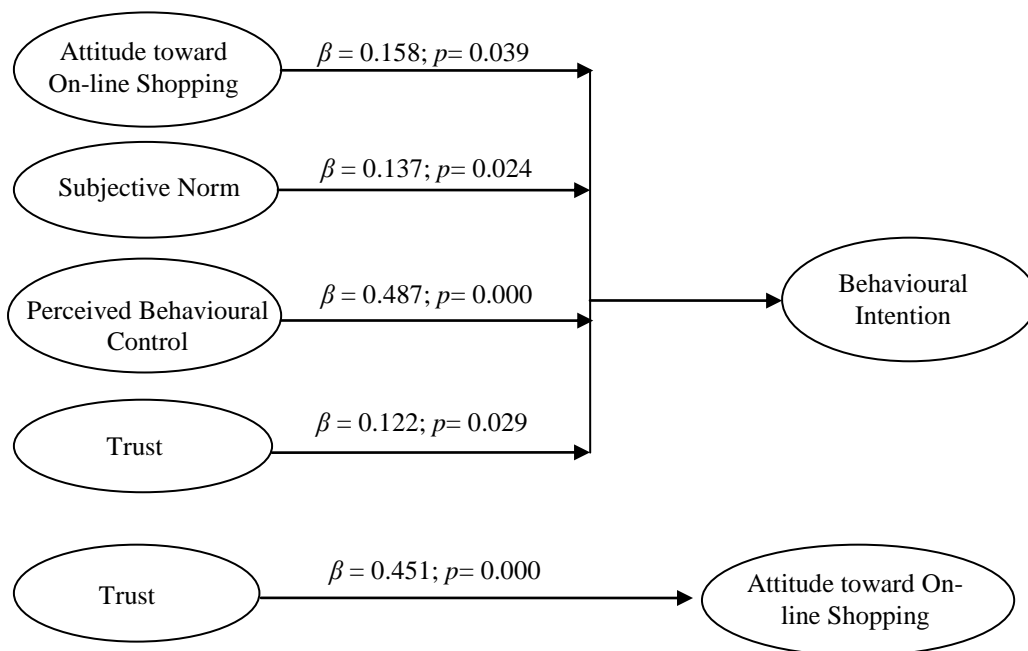 Attitude toward
On-line Shopping
β = 0.158; p= 0.039
Subjective Norm
β = 0.137; p= 0.024
Perceived Behavioural
Control
β = 0.487; p= 0.000
Behavioural
Intention
Trust
β = 0.122; p= 0.029
Trust
β = 0.451; p= 0.000
Attitude toward On-
line Shopping